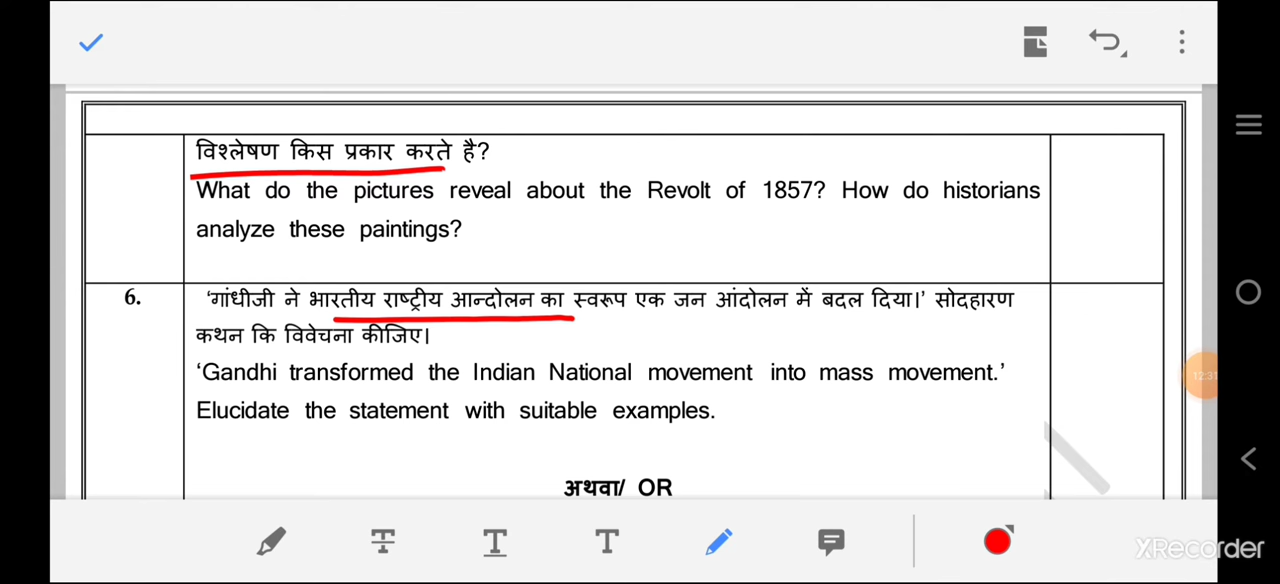 विश्लेषण किस प्रकार करते है?
What do the pictures reveal about the Revolt of 1857? How do historians
analyze these paintings?
6.
'गांधीजी ने भारतीय राष्ट्रीय आन्दोलन का स्वरूप एक जन आंदोलन में बदल दिया।' सोदहारण
कथन कि विवेचना कीजिए।
'Gandhi transformed the Indian National movement into mass movement.'
Elucidate the statement with suitable examples.
अथवा/ OR
12:31
T T T
XRecorder